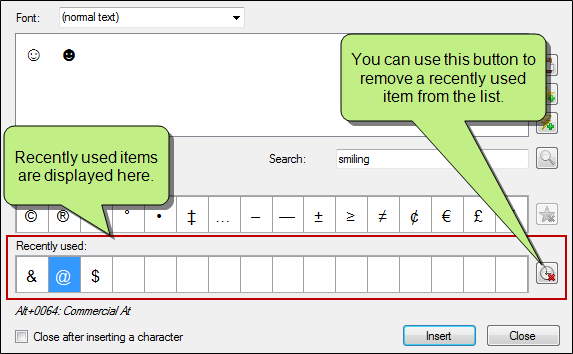 Font: (normal text)
☺ ☻
You can use this button to
remove a recently used
item from the list.
Recently used items
are displayed here.
Search: smiling
© ® ° • ‡ … – — ± ≥ ≠ ¢ € £
Recently used:
& @ $
Alt+0064: Commercial At
Close after inserting a character
Insert Close